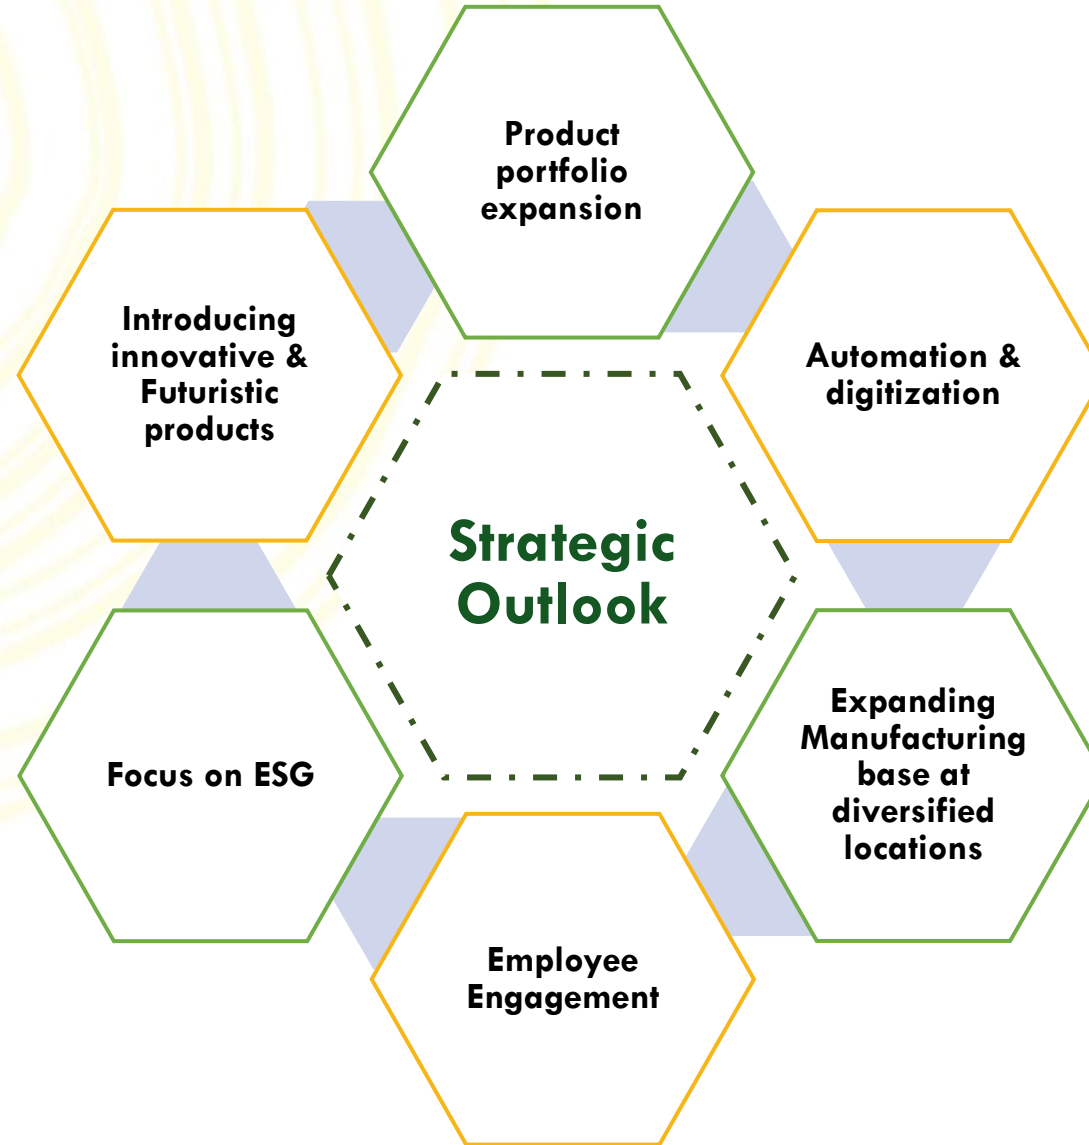 Product
portfolio
expansion
Introducing
innovative &
Futuristic
products
Automation &
digitization
Strategic
Outlook
Focus on ESG
Expanding
Manufacturing
base at
diversified
locations
Employee
Engagement